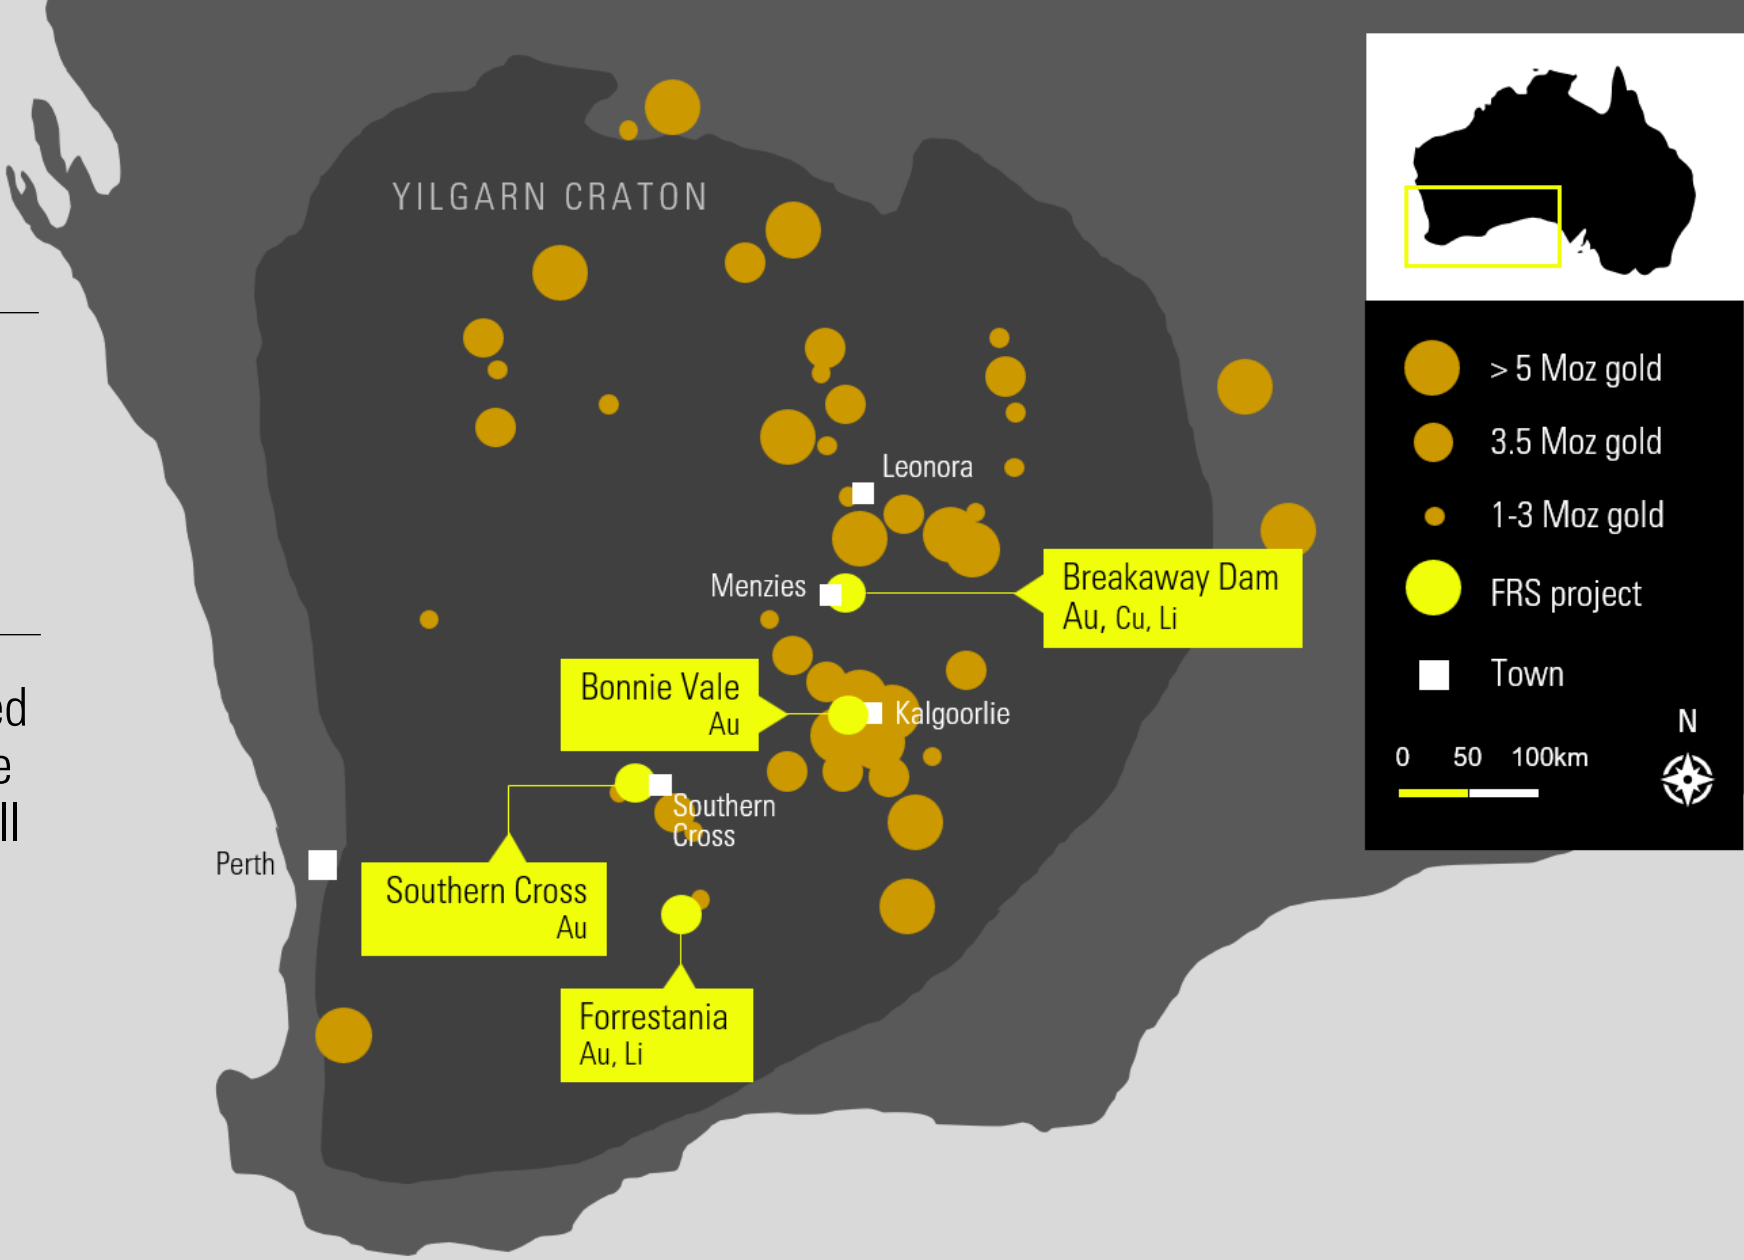 YILGARN CRATON
Leonora
Menzies
Breakaway Dam
Au, Cu, Li
Bonnie Vale
Au
Kalgoorlie
Southern
Cross
Perth
Southern Cross
Au
Forrestania
Au, Li
> 5 Moz gold
3.5 Moz gold
1-3 Moz gold
FRS project
Town
N
0 50 100km
ed
e
ll